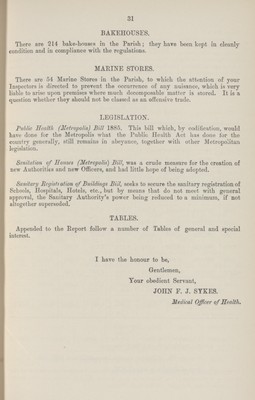 31
BAKEHOUSES.
There are 214 bake-houses in the Parish; they have been kept in cleanly
condition and in compliance with the regulations.
MARINE STORES.
There are 54 Marine Stores in the Parish, to which the attention of your
Inspectors is directed to prevent the occurrence of any nuisance, which is very
liable to arise upon premises where much decomposable matter is stored. It is a
question whether they should not be classed as an offensive trade.
LEGISLATION.
Public Health (Metropolis) Bill 1885. This bill which, by codification, would
have done for the Metropolis what the Public Health Act has done for the
country generally, still remains in abeyance, together with other Metropolitan
legislation.
Sanitation of Houses (Metropolis) Bill, was a crude measure for the creation of
new Authorities and new Officers, and had little hope of being adopted.
Sanitary Registration of Buildings Bill, seeks to secure the sanitary registration of
Schools, Hospitals, Hotels, etc., but by means that do not meet with general
approval, the Sanitary Authority's power being reduced to a minimum, if not
altogether superseded.
TABLES.
Appended to the Report follow a number of Tables of general and special
interest.
I have the honour to be,
Gentlemen,
Your obedient Servant,
JOHN F. J. SYKES.
Medical Officer of Health.